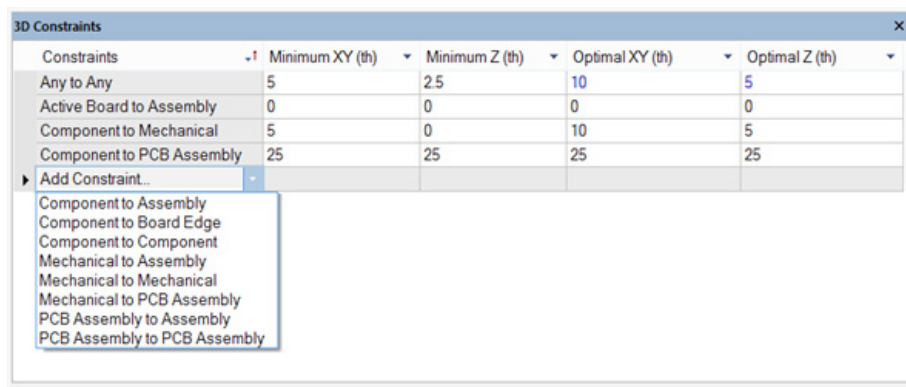 3D Constraints ×
Constraints Minimum XY (th) Minimum Z (th) Optimal XY (th) Optimal Z (th)
Any to Any 5 2.5 10 5
Active Board to Assembly 0 0 0 0
Component to Mechanical 5 0 10 5
Component to PCB Assembly 25 25 25 25
Add Constraint...
Component to Assembly
Component to Board Edge
Component to Component
Mechanical to Assembly
Mechanical to Mechanical
Mechanical to PCB Assembly
PCB Assembly to Assembly
PCB Assembly to PCB Assembly